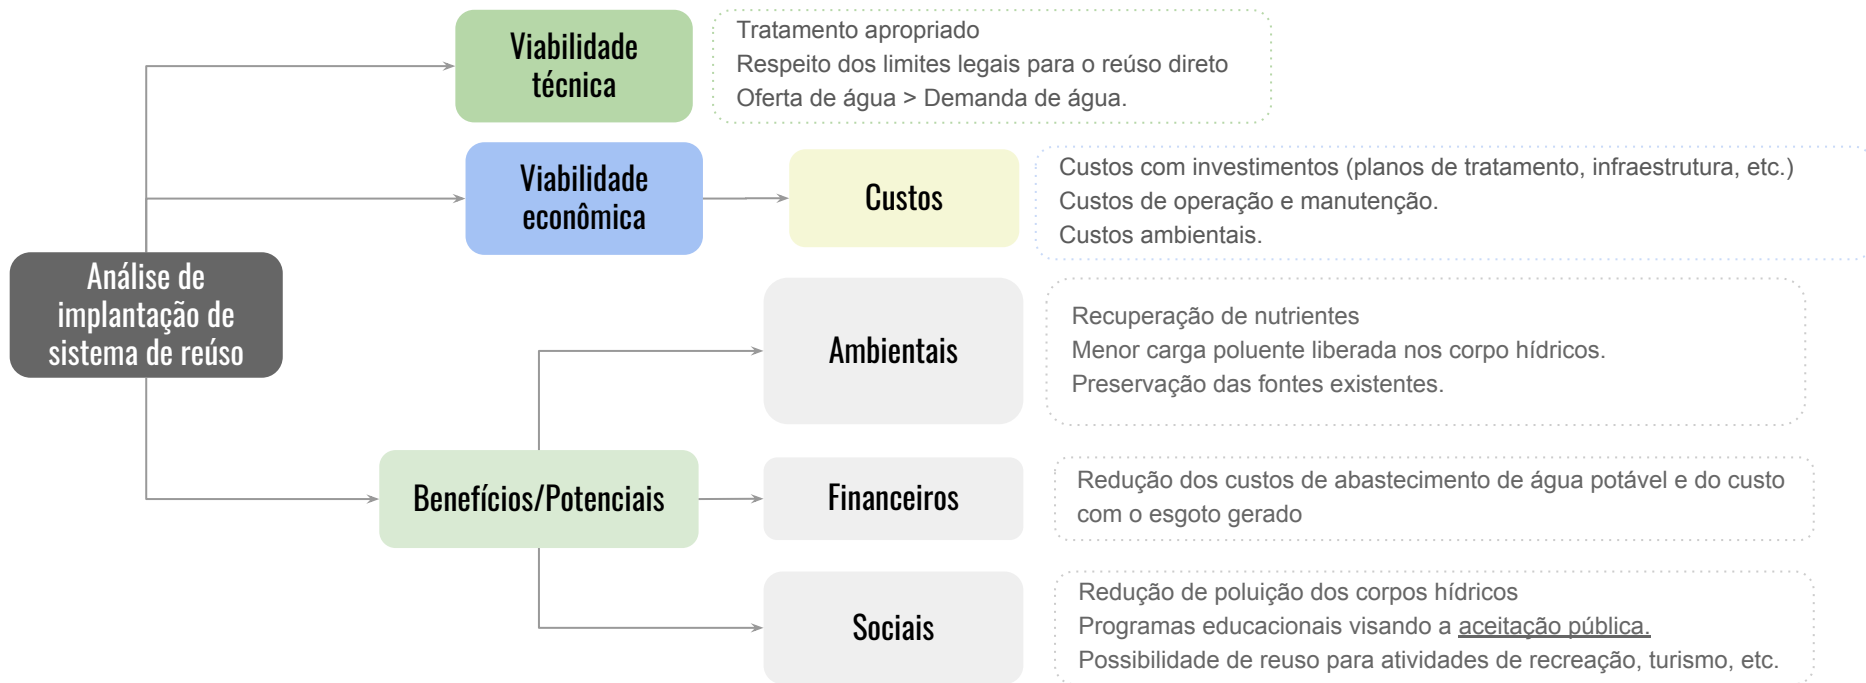 Viabilidade
técnica
Tratamento apropriado
Respeito dos limites legais para o reúso direto
Oferta de água > Demanda de água.
Viabilidade
econômica
Custos
Custos com investimentos (planos de tratamento, infraestrutura, etc.)
Custos de operação e manutenção.
Custos ambientais.
Análise de
implantação de
sistema de reúso
Ambientais
Recuperação de nutrientes
Menor carga poluente liberada nos corpo hídricos.
Preservação das fontes existentes.
Benefícios/Potenciais
Financeiros
Redução dos custos de abastecimento de água potável e do custo
com o esgoto gerado
Sociais
Redução de poluição dos corpos hídricos
Programas educacionais visando a aceitação pública.
Possibilidade de reuso para atividades de recreação, turismo, etc.